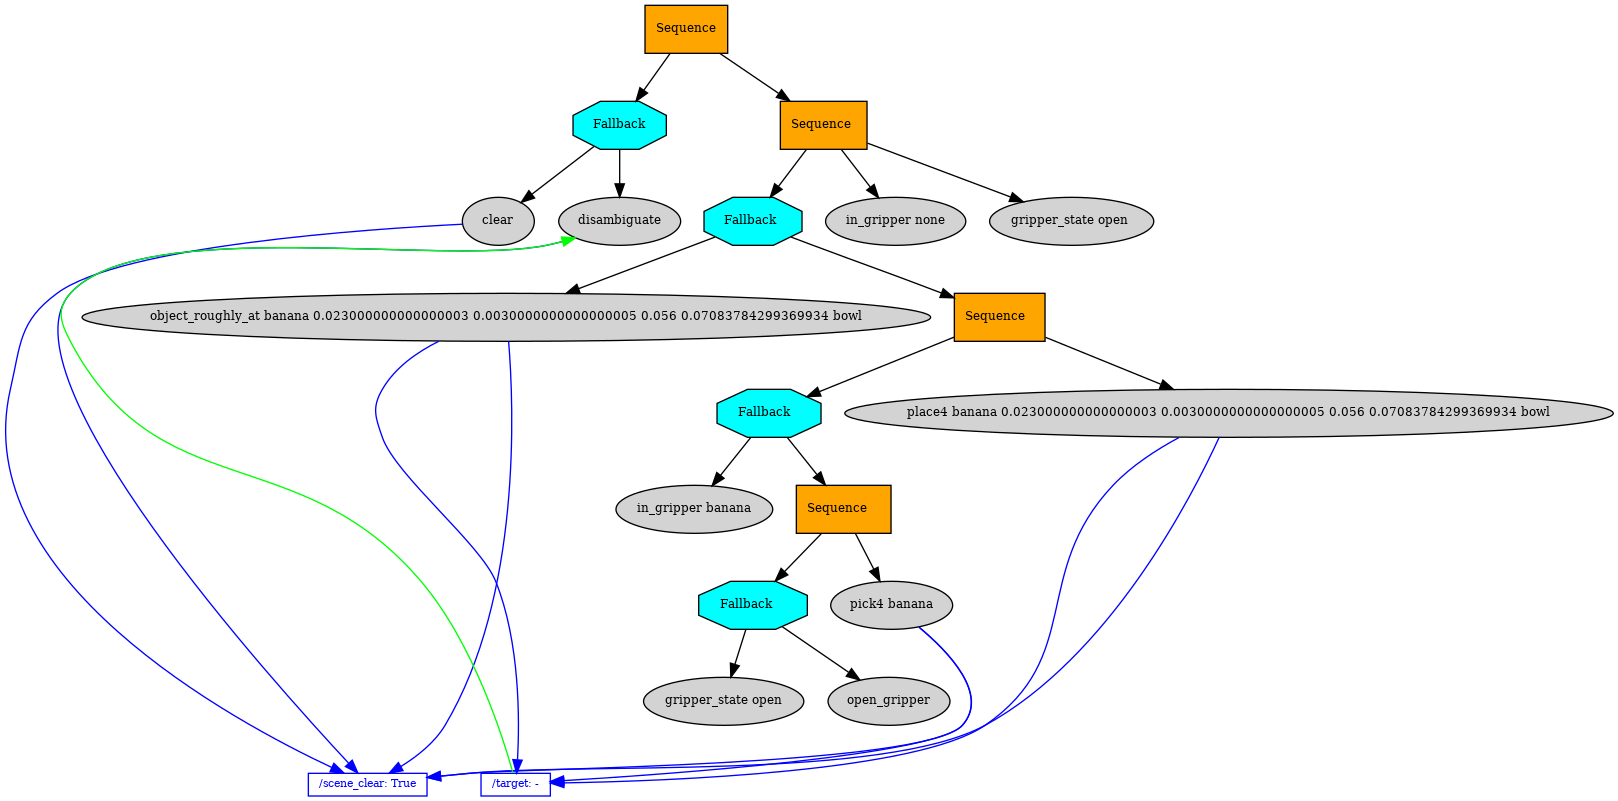 Sequence
Fallback
Sequence
clear
disambiguate
Fallback
in_gripper none
gripper_state open
object_roughly_at banana 0.023000000000000003 0.0030000000000000005 0.056 0.07083784299369934 bowl
Sequence
Fallback
place4 banana 0.023000000000000003 0.0030000000000000005 0.056 0.07083784299369934 bowl
in_gripper banana
Sequence
Fallback
pick4 banana
gripper_state open
open_gripper
/scene_clear: True
/target: -